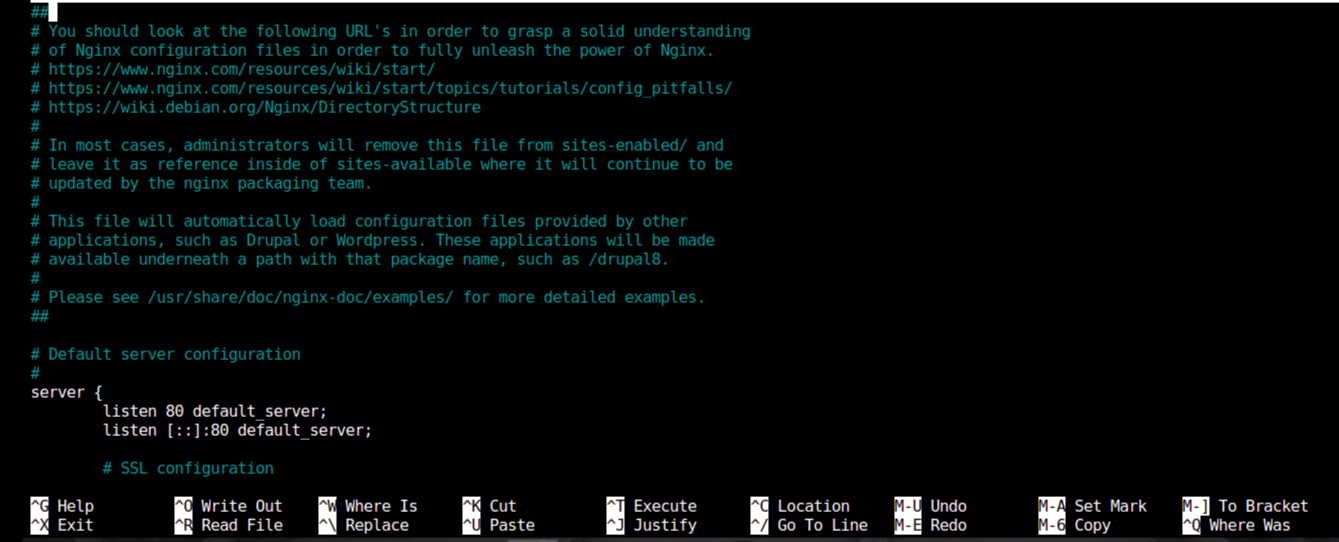 ##
# You should look at the following URL's in order to grasp a solid understanding
# of Nginx configuration files in order to fully unleash the power of Nginx.
# https://www.nginx.com/resources/wiki/start/
# https://www.nginx.com/resources/wiki/start/topics/tutorials/config_pitfalls/
# https://wiki.debian.org/Nginx/DirectoryStructure
#
# In most cases, administrators will remove this file from sites-enabled/ and
# leave it as reference inside of sites-available where it will continue to be
# updated by the nginx packaging team.
#
# This file will automatically load configuration files provided by other
# applications, such as Drupal or Wordpress. These applications will be made
# available underneath a path with that package name, such as /drupal8.
#
# Please see /usr/share/doc/nginx-doc/examples/ for more detailed examples.
##

# Default server configuration
#
server {
        listen 80 default_server;
        listen [::]:80 default_server;

        # SSL configuration

^G Help ^O Write Out ^W Where Is ^K Cut ^T Execute ^C Location M-U Undo M-A Set Mark M-] To Bracket
^X Exit ^R Read File ^\ Replace ^U Paste ^J Justify ^/ Go To Line M-E Redo M-6 Copy ^Q Where Was